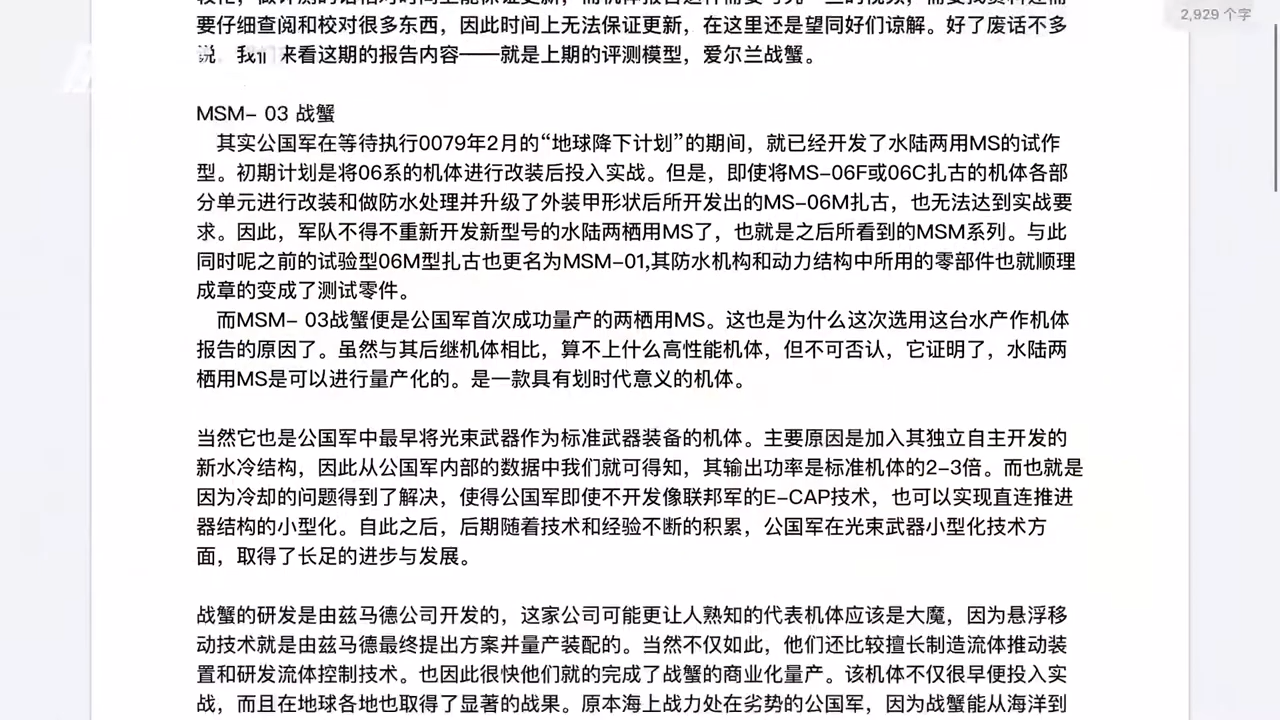 2,929 个字
要仔细查阅和校对很多东西，因此时间上无法保证更新，在这里还是望同好们谅解。好了废话不多
说，我们来看这期的报告内容——就是上期的评测模型，爱尔兰战蟹。
MSM- 03 战蟹
其实公国军在等待执行0079年2月的“地球降下计划”的期间，就已经开发了水陆两用MS的试作
型。初期计划是将06系的机体进行改装后投入实战。但是，即使将MS-06F或06C扎古的机体各部
分单元进行改装和做防水处理并升级了外装甲形状后所开发出的MS-06M扎古，也无法达到实战要
求。因此，军队不得不重新开发新型号的水陆两栖用MS了，也就是之后所看到的MSM系列。与此
同时呢之前的试验型06M型扎古也更名为MSM-01,其防水机构和动力结构中所用的零部件也就顺理
成章的变成了测试零件。
而MSM- 03战蟹便是公国军首次成功量产的两栖用MS。这也是为什么这次选用这台水产作机体
报告的原因了。虽然与其后继机体相比，算不上什么高性能机体，但不可否认，它证明了，水陆两
栖用MS是可以进行量产化的。是一款具有划时代意义的机体。
当然它也是公国军中最早将光束武器作为标准武器装备的机体。主要原因是加入其独立自主开发的
新水冷结构，因此从公国军内部的数据中我们就可得知，其输出功率是标准机体的2-3倍。而也就是
因为冷却的问题得到了解决，使得公国军即使不开发像联邦军的E-CAP技术，也可以实现直连推进
器结构的小型化。自此之后，后期随着技术和经验不断的积累，公国军在光束武器小型化技术方
面，取得了长足的进步与发展。
战蟹的研发是由兹马德公司开发的，这家公司可能更让人熟知的代表机体应该是大魔，因为悬浮移
动技术就是由兹马德最终提出方案并量产装配的。当然不仅如此，他们还比较擅长制造流体推动装
置和研发流体控制技术。也因此很快他们就的完成了战蟹的商业化量产。该机体不仅很早便投入实
战，而且在地球各地也取得了显著的战果。原本海上战力处在劣势的公国军，因为战蟹能从海洋到